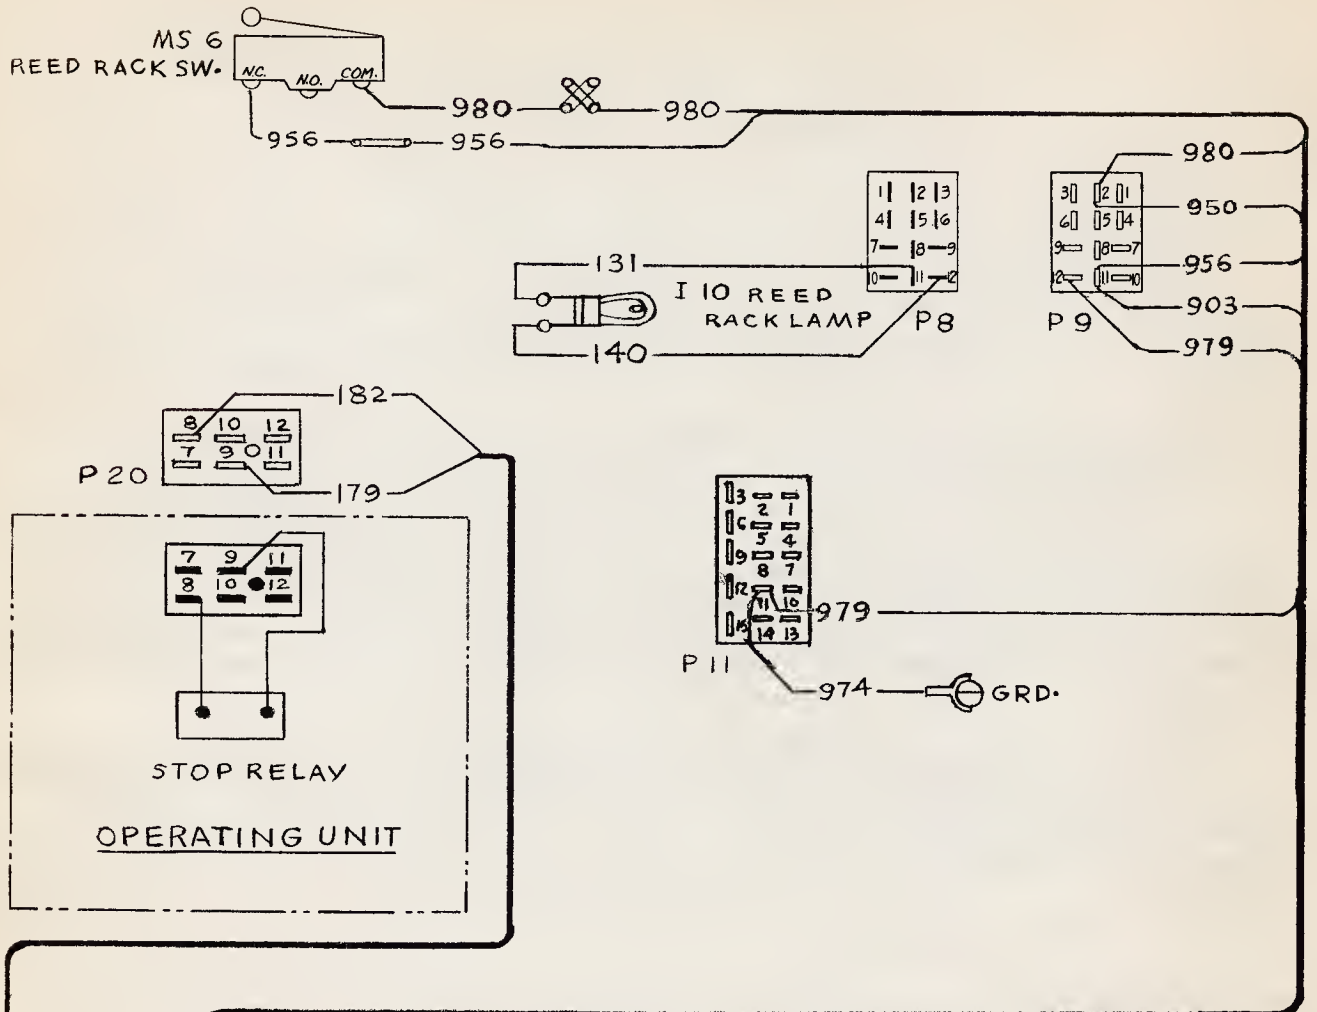 MS 6
REED RACK SW.
N.C. N.O. COM.
980 980
956 956
980
950
956
903
979
1 2 3
4 5 6
7 8 9
10 11 12
P 8
3 2 1
6 5 4
9 8 7
12 11 10
P 9
131
I 10 REED
RACK LAMP
140
182
8 10 12
7 9 11
P 20
179
7 9 11
8 10 12
STOP RELAY
OPERATING UNIT
3
2 1
6
5 4
9
8 7
12
11 10
15
14 13
P 11
979
974
GRD.